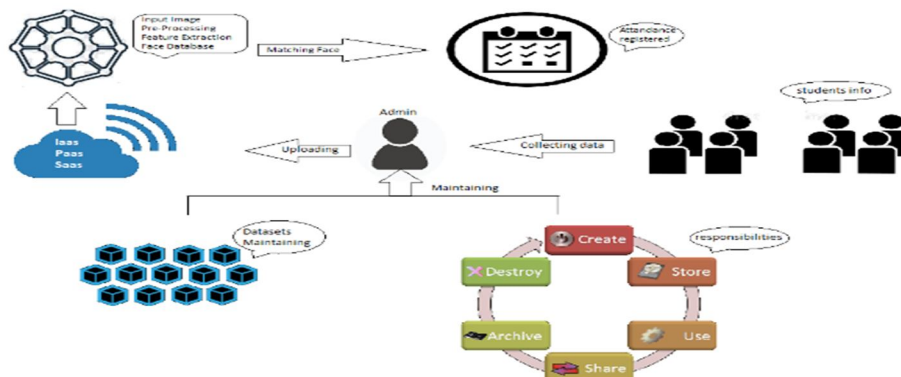 Input Image
Pre-Processing
Feature Extraction
Face Database
Matching Face
Attendance
registered
students info
Admin
Iaas
Paas
Saas
Uploading
Collecting data
Maintaining
Datasets
Maintaining
responsibilities
Create
Destroy
Store
Archive
Use
Share